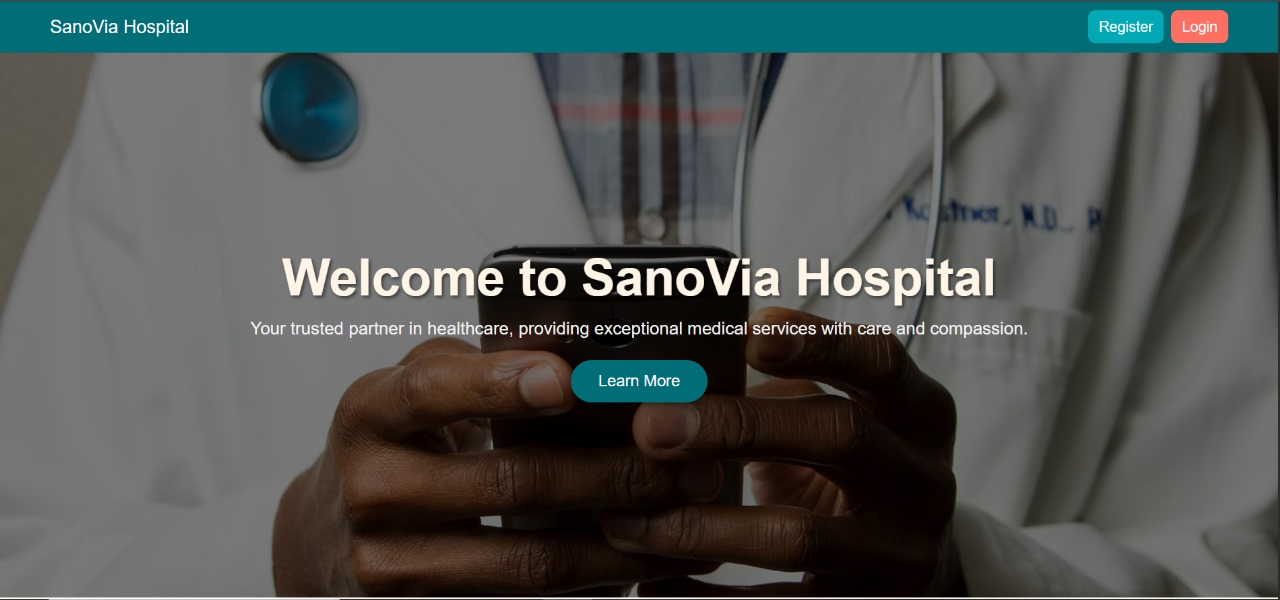 SanoVia Hospital
Register
Login
Welcome to SanoVia Hospital
Your trusted partner in healthcare, providing exceptional medical services with care and compassion.
Learn More